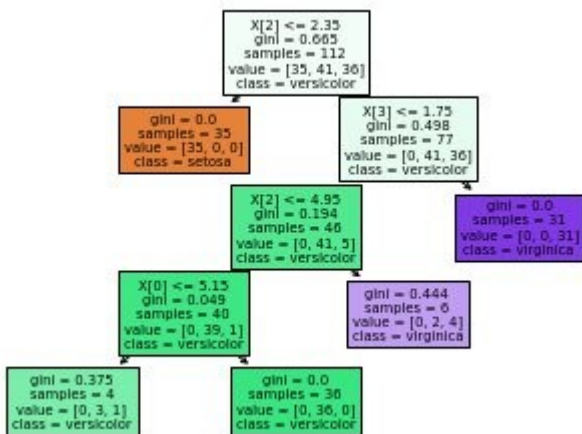 X[2] <= 2.35
gini = 0.665
samples = 112
value = [35, 41, 36]
class = versicolor
gini = 0.0
samples = 35
value = [35, 0, 0]
class = setosa
X[3] <= 1.75
gini = 0.498
samples = 77
value = [0, 41, 36]
class = versicolor
X[2] <= 4.95
gini = 0.194
samples = 46
value = [0, 41, 5]
class = versicolor
gini = 0.0
samples = 31
value = [0, 0, 31]
class = virginica
X[0] <= 5.15
gini = 0.049
samples = 40
value = [0, 39, 1]
class = versicolor
gini = 0.444
samples = 6
value = [0, 2, 4]
class = virginica
gini = 0.375
samples = 4
value = [0, 3, 1]
class = versicolor
gini = 0.0
samples = 36
value = [0, 36, 0]
class = versicolor